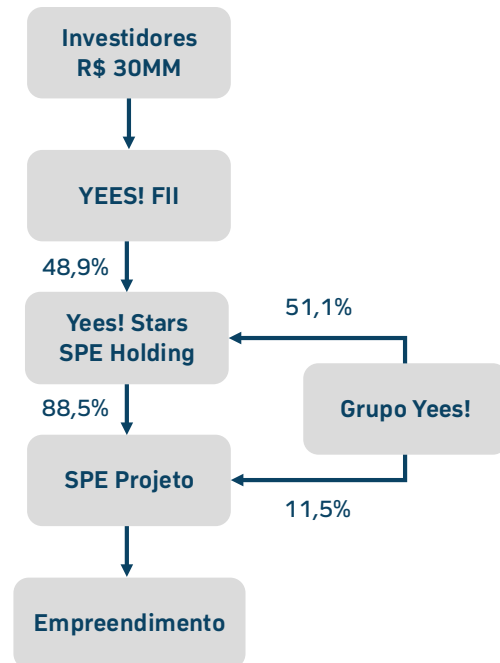 Investidores
R$ 30MM
YEES! FII
48,9%
Yees! Stars
SPE Holding
51,1%
Grupo Yees!
88,5%
SPE Projeto
11,5%
Empreendimento